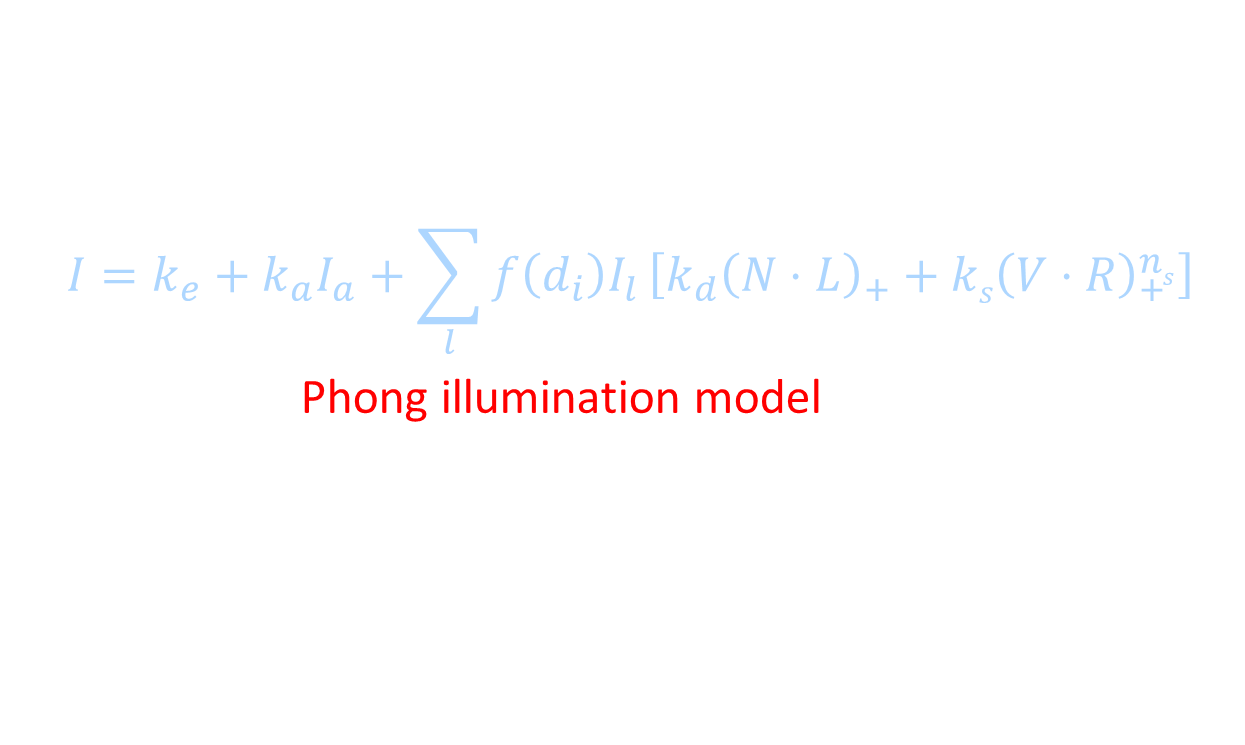 I = k_e + k_a I_a + ∑_l f(d_i) I_l [k_d (N · L)_+ + k_s (V · R)_+^{n_s}]
Phong illumination model